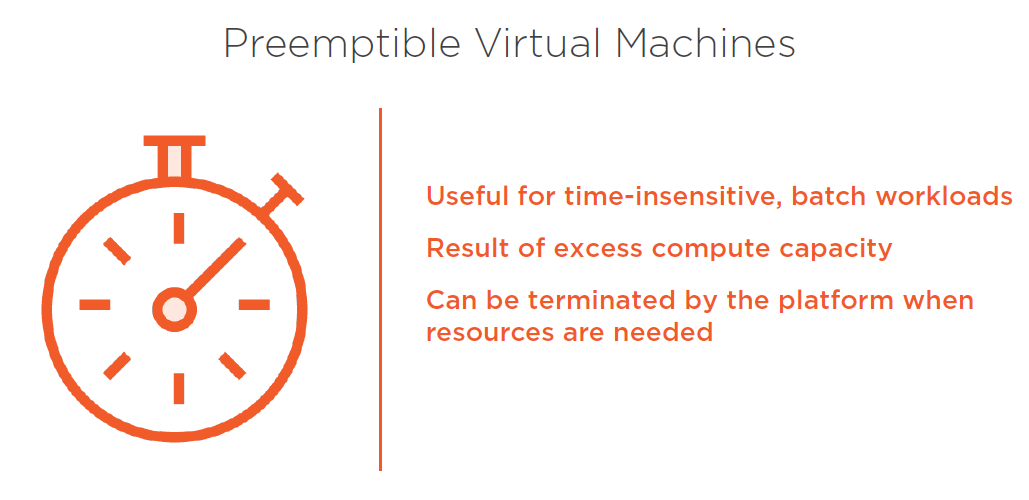 Preemptible Virtual Machines
Useful for time-insensitive, batch workloads
Result of excess compute capacity
Can be terminated by the platform when
resources are needed